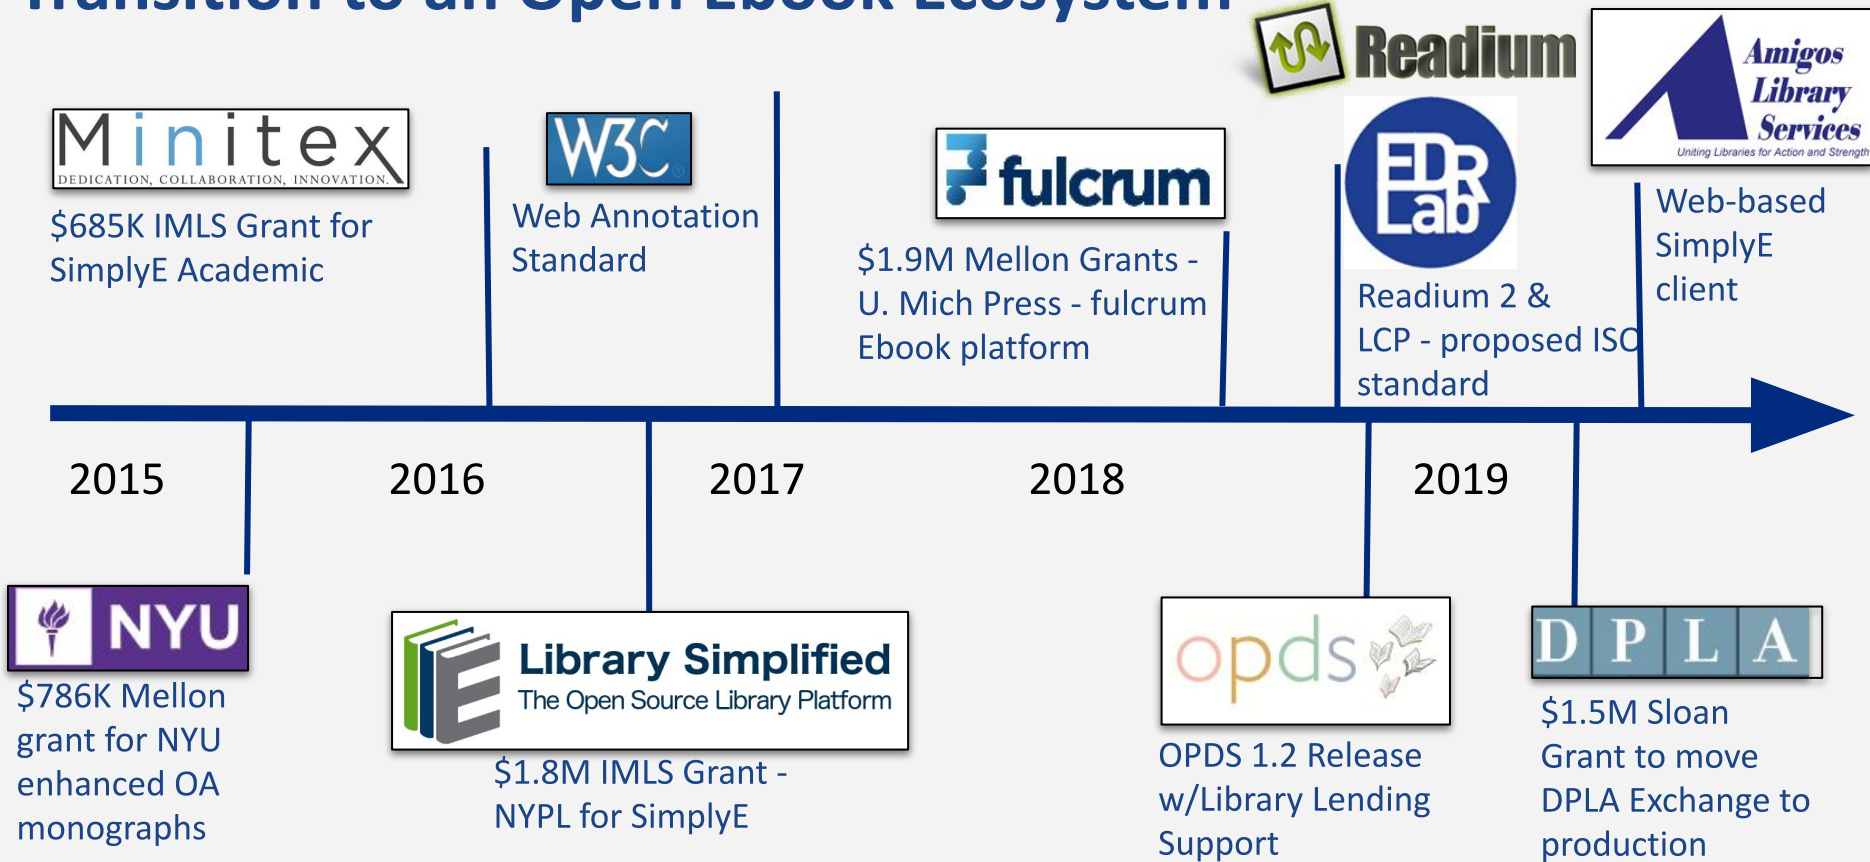 Transition to an Open Ebook Ecosystem
Readium
Amigos
Library
Services
Uniting Libraries for Action and Strength
Minitex
DEDICATION, COLLABORATION, INNOVATION.
$685K IMLS Grant for
SimplyE Academic
W3C®
Web Annotation
Standard
fulcrum
$1.9M Mellon Grants -
U. Mich Press - fulcrum
Ebook platform
EDR
Lab
Readium 2 &
LCP - proposed ISO
standard
Web-based
SimplyE
client
2015
2016
2017
2018
2019
NYU
$786K Mellon
grant for NYU
enhanced OA
monographs
E
Library Simplified
The Open Source Library Platform
$1.8M IMLS Grant -
NYPL for SimplyE
opds
OPDS 1.2 Release
w/Library Lending
Support
DPLA
$1.5M Sloan
Grant to move
DPLA Exchange to
production